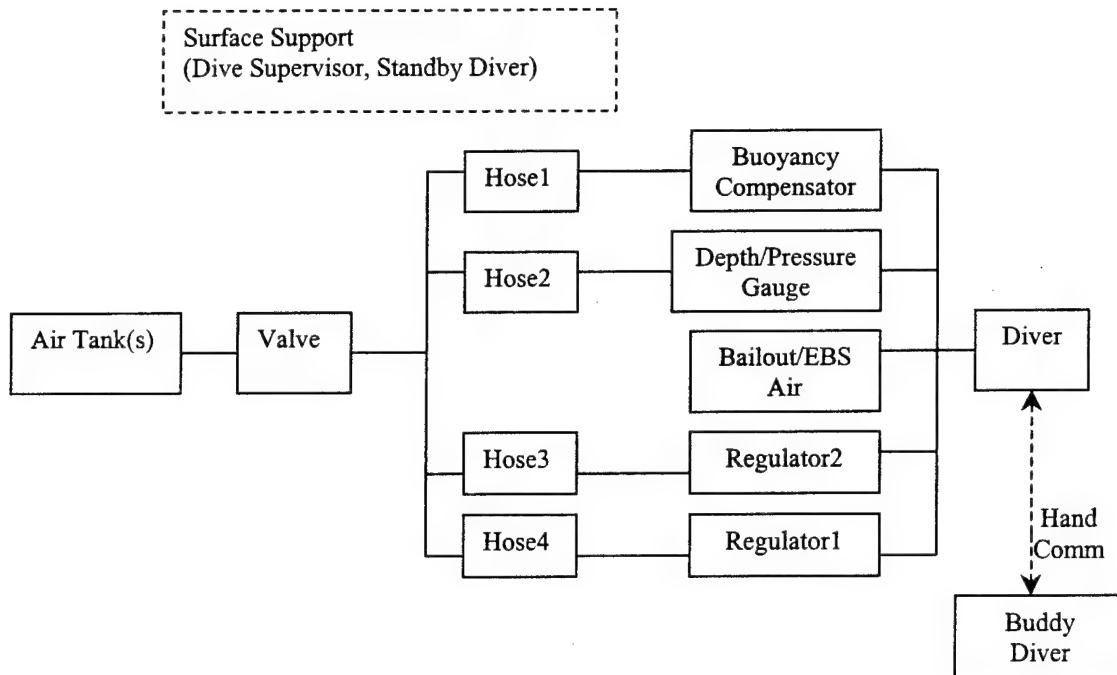 Surface Support
(Dive Supervisor, Standby Diver)
Hose1
Buoyancy
Compensator
Hose2
Depth/Pressure
Gauge
Air Tank(s)
Valve
Bailout/EBS
Air
Diver
Hose3
Regulator2
Hose4
Regulator1
Hand
Comm
Buddy
Diver